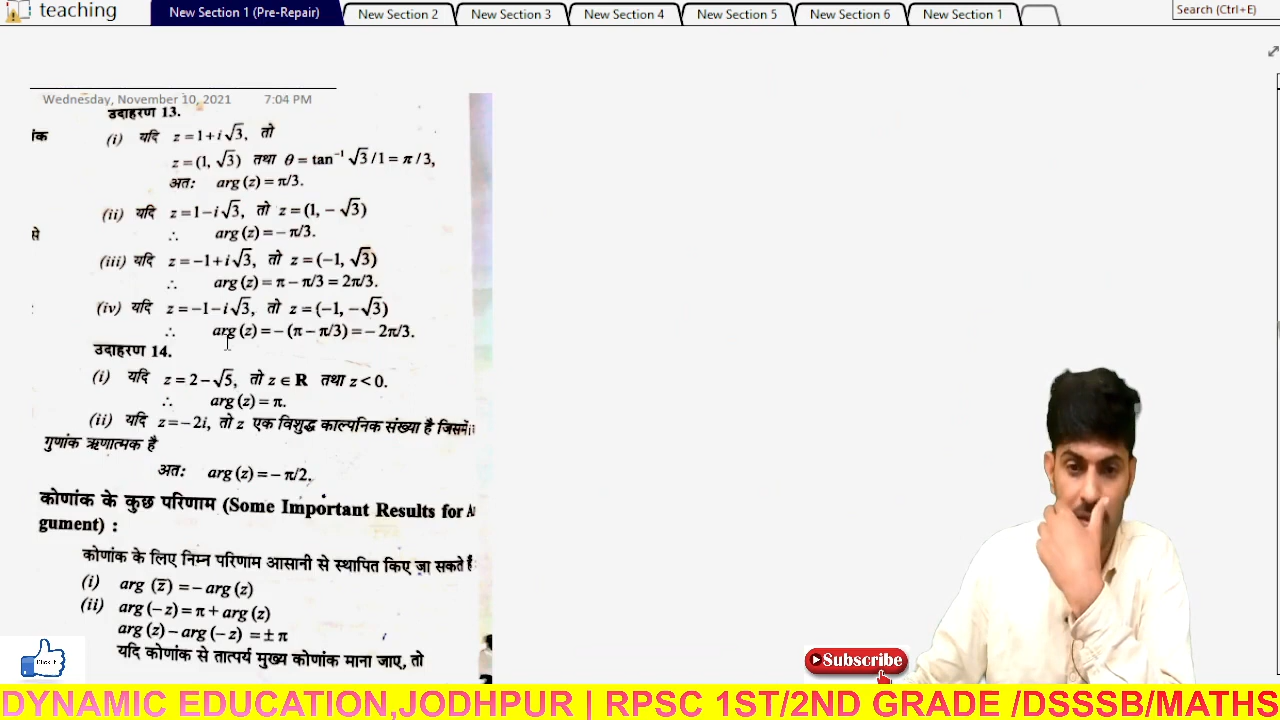 teaching
New Section 1 (Pre-Repair)
New Section 2
New Section 3
New Section 4
New Section 5
New Section 6
New Section 1
Search (Ctrl+E)
Wednesday, November 10, 2021 7:04 PM
उदाहरण 13.
(i) यदि z = 1 + i√3, तो
z = (1, √3) तथा θ = tan⁻¹ √3/1 = π/3,
अतः arg (z) = π/3.
(ii) यदि z = 1 – i√3, तो z = (1, – √3)
से
∴ arg (z) = – π/3.
(iii) यदि z = –1 + i√3, तो z = (–1, √3)
∴ arg (z) = π – π/3 = 2π/3.
(iv) यदि z = –1 – i√3, तो z = (–1, –√3)
∴ arg (z) = – (π – π/3) = – 2π/3.
उदाहरण 14.
(i) यदि z = 2 – √5, तो z ∈ R तथा z < 0.
∴ arg (z) = π.
(ii) यदि z = – 2i, तो z एक विशुद्ध काल्पनिक संख्या है जिसमें
गुणांक ऋणात्मक है
अतः arg (z) = – π/2.
कोणांक के कुछ परिणाम (Some Important Results for A
gument) :
कोणांक के लिए निम्न परिणाम आसानी से स्थापित किए जा सकते हैं
(i) arg (z̅) = – arg (z)
(ii) arg (–z) = π + arg (z)
arg (z) – arg (–z) = ± π
यदि कोणांक से तात्पर्य मुख्य कोणांक माना जाए, तो
Subscribe
DYNAMIC EDUCATION,JODHPUR | RPSC 1ST/2ND GRADE /DSSSB/MATHS